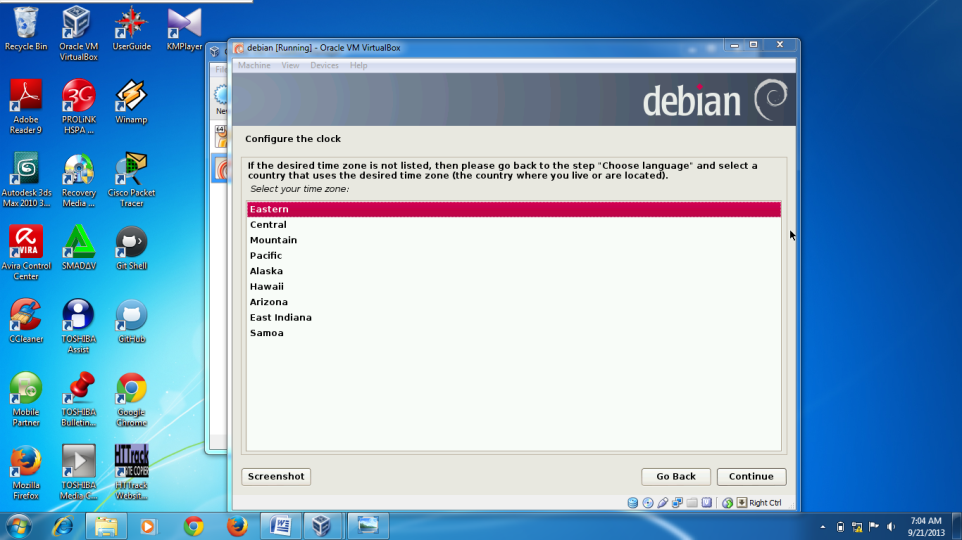 Recycle Bin
Oracle VM
VirtualBox
UserGuide
KMPlayer
Adobe
Reader 9
PROLiNK
HSPA ...
Winamp
Autodesk 3ds
Max 2010 3...
Recovery
Media ...
Cisco Packet
Tracer
Avira Control
Center
SMADΔV
Git Shell
CCleaner
TOSHIBA
Assist
GitHub
Mobile
Partner
TOSHIBA
Bulletin...
Google
Chrome
Mozilla
Firefox
TOSHIBA
Media C...
HTTrack
Websit...
debian [Running] - Oracle VM VirtualBox
Machine View Devices Help
debian
Configure the clock
If the desired time zone is not listed, then please go back to the step "Choose language" and select a
country that uses the desired time zone (the country where you live or are located).
Select your time zone:
Eastern
Central
Mountain
Pacific
Alaska
Hawaii
Arizona
East Indiana
Samoa
Screenshot
Go Back
Continue
Right Ctrl
7:04 AM
9/21/2013